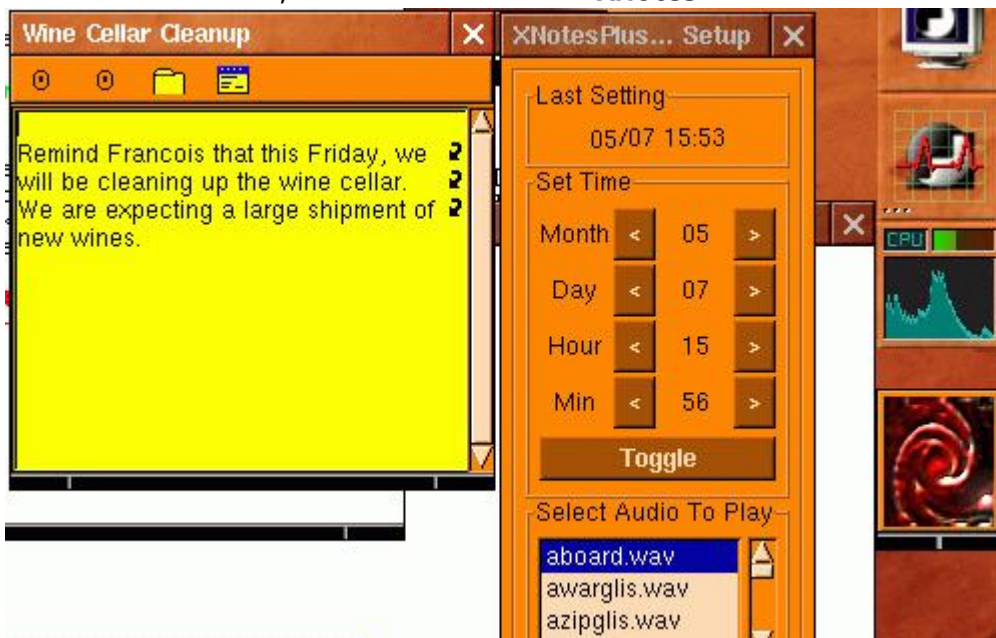 Wine Cellar Cleanup
Remind Francois that this Friday, we
will be cleaning up the wine cellar.
We are expecting a large shipment of
new wines.
XNotesPlus... Setup
Last Setting
05/07 15:53
Set Time
Month < 05 >
Day < 07 >
Hour < 15 >
Min < 56 >
Toggle
Select Audio To Play
aboard.wav
awarglis.wav
azipglis.wav
CPU